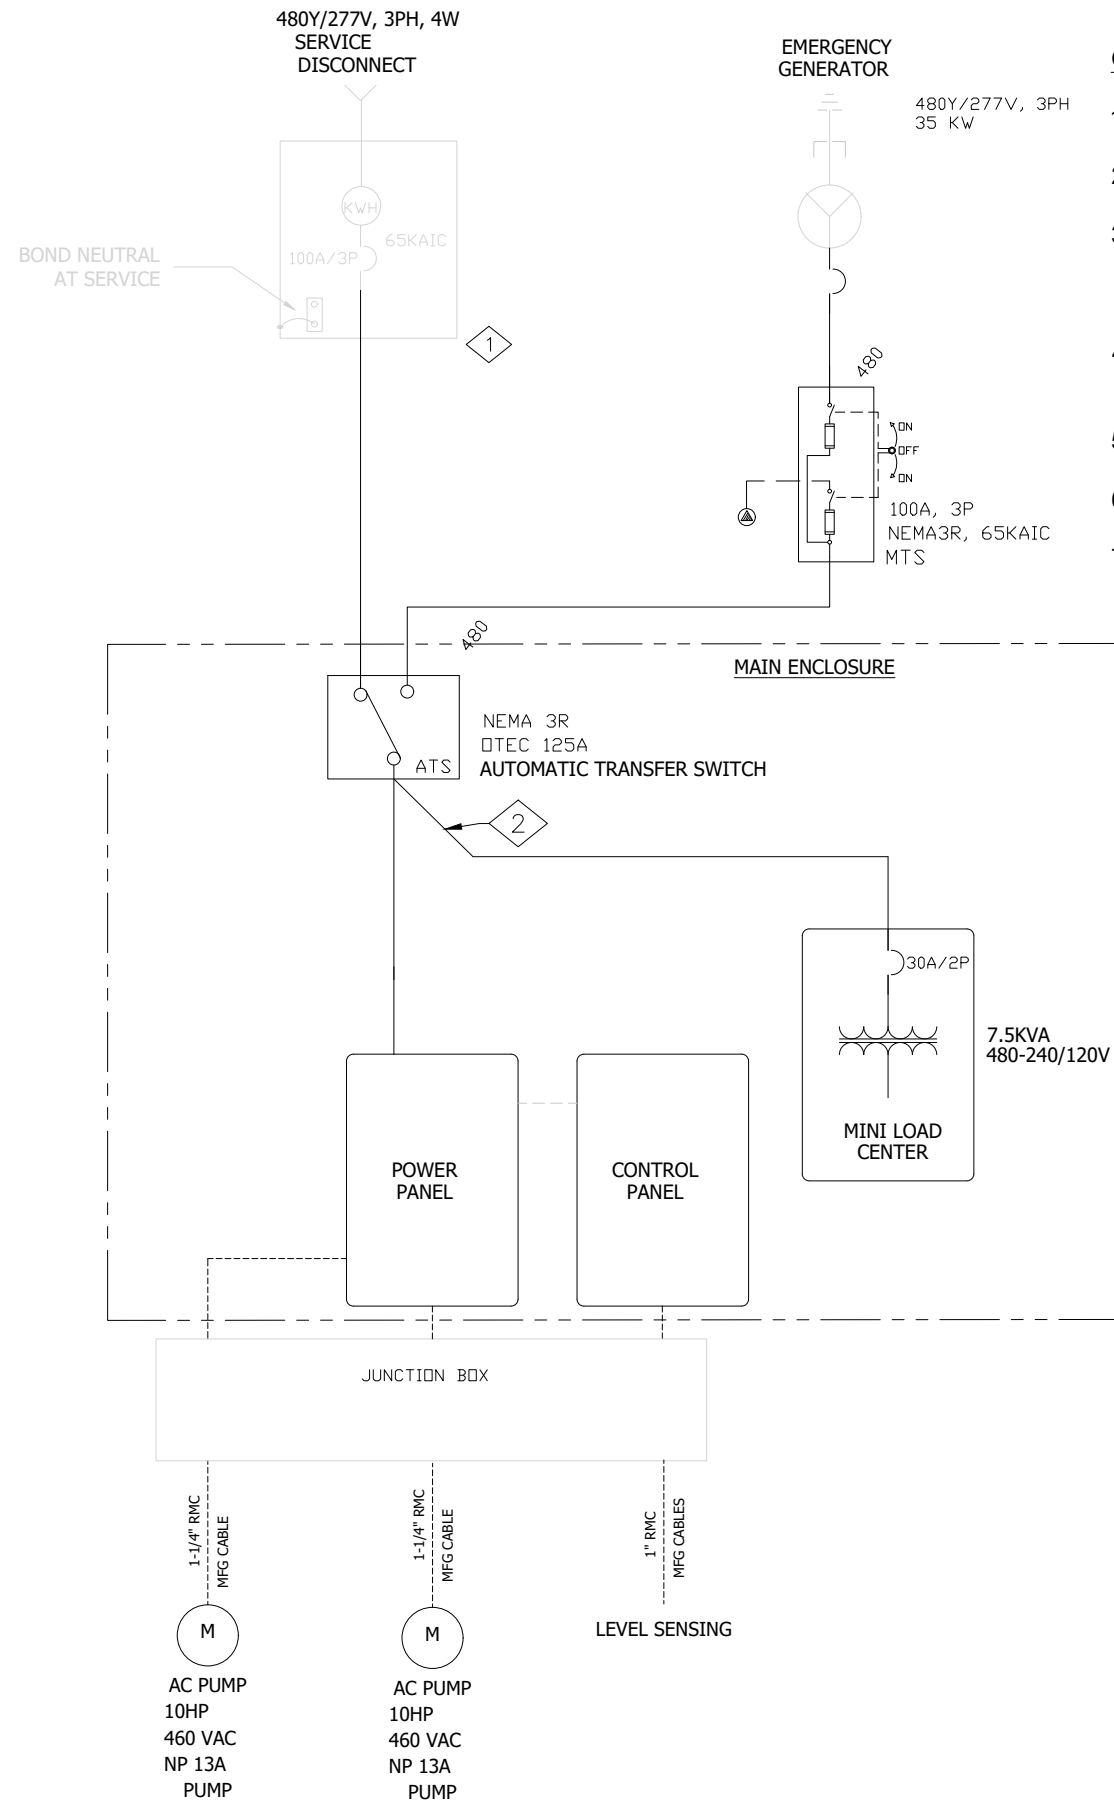 480Y/277V, 3PH, 4W
SERVICE
DISCONNECT
EMERGENCY
GENERATOR
480Y/277V, 3PH
35 KW
KWH
65KAIC
100A/3P
BOND NEUTRAL
AT SERVICE
1
480
ON
OFF
ON
100A, 3P
NEMA3R, 65KAIC
MTS
480
MAIN ENCLOSURE
NEMA 3R
OTEC 125A
ATS
AUTOMATIC TRANSFER SWITCH
2
30A/2P
7.5KVA
480-240/120V
MINI LOAD
CENTER
POWER
PANEL
CONTROL
PANEL
JUNCTION BOX
1-1/4" RMC
MFG CABLE
1-1/4" RMC
MFG CABLE
1" RMC
MFG CABLES
LEVEL SENSING
M
AC PUMP
10HP
460 VAC
NP 13A
PUMP
M
AC PUMP
10HP
460 VAC
NP 13A
PUMP